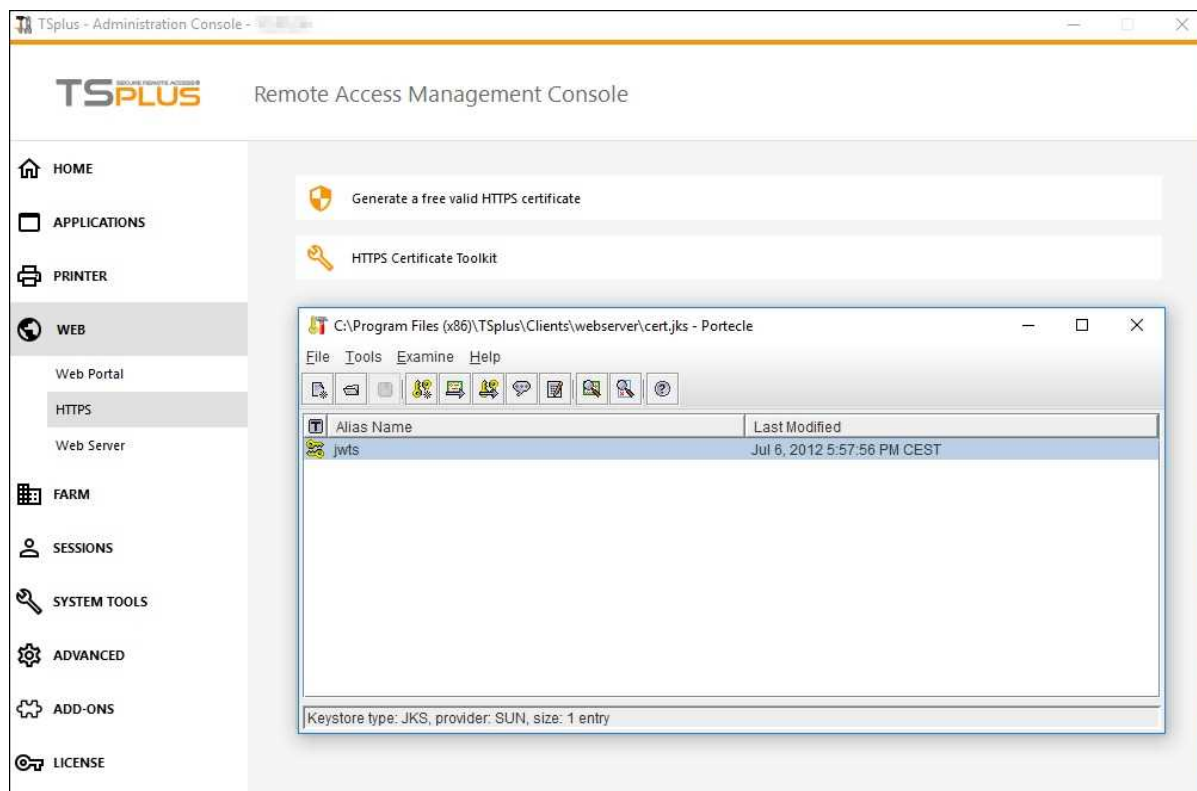 TSplus - Administration Console -
TSPLUS
SECURE REMOTE ACCESS
Remote Access Management Console
HOME
APPLICATIONS
PRINTER
WEB
Web Portal
HTTPS
Web Server
FARM
SESSIONS
SYSTEM TOOLS
ADVANCED
ADD-ONS
LICENSE
Generate a free valid HTTPS certificate
HTTPS Certificate Toolkit
C:\Program Files (x86)\TSplus\Clients\webserver\cert.jks - Portecle
File Tools Examine Help
T Alias Name Last Modified
jwts Jul 6, 2012 5:57:56 PM CEST
Keystore type: JKS, provider: SUN, size: 1 entry